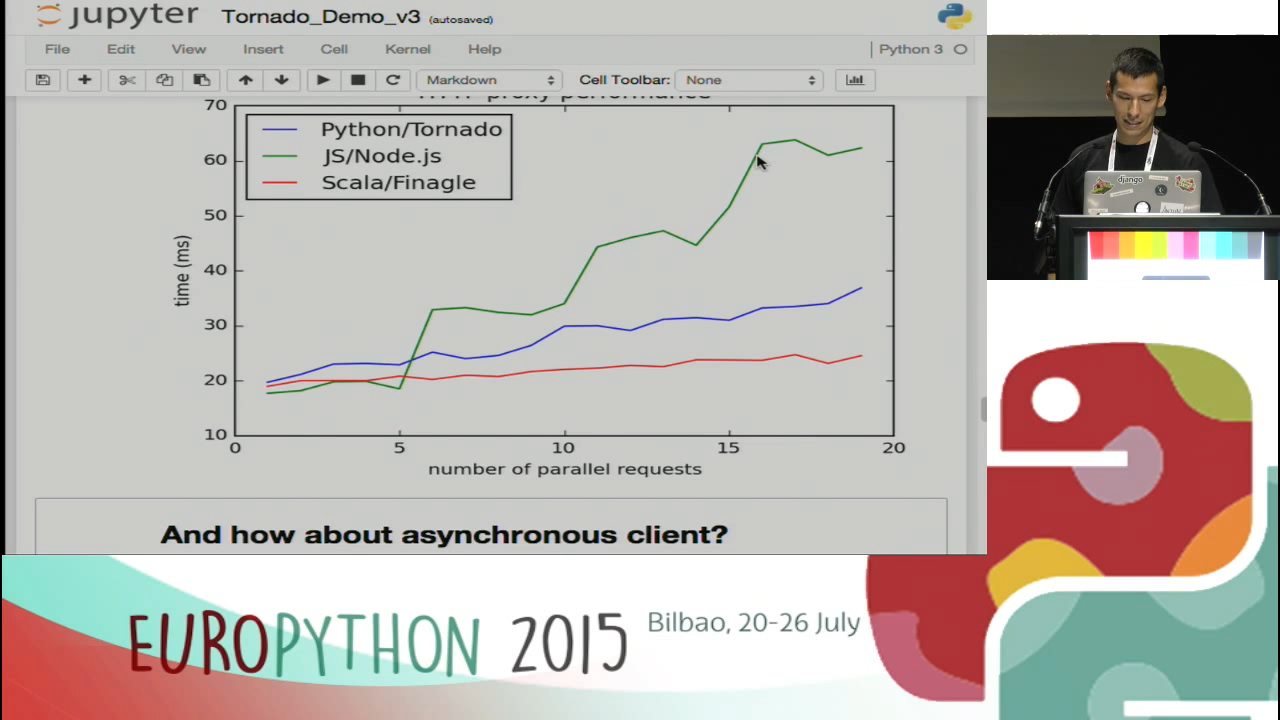 jupyter Tornado_Demo_v3 (autosaved)
File Edit View Insert Cell Kernel Help Python 3
Markdown Cell Toolbar: None
proxy performance
70
60
50
40
30
20
10
time (ms)
Python/Tornado
JS/Node.js
Scala/Finagle
0 5 10 15 20
number of parallel requests
And how about asynchronous client?
django
EUROPYTHON 2015 Bilbao, 20-26 July